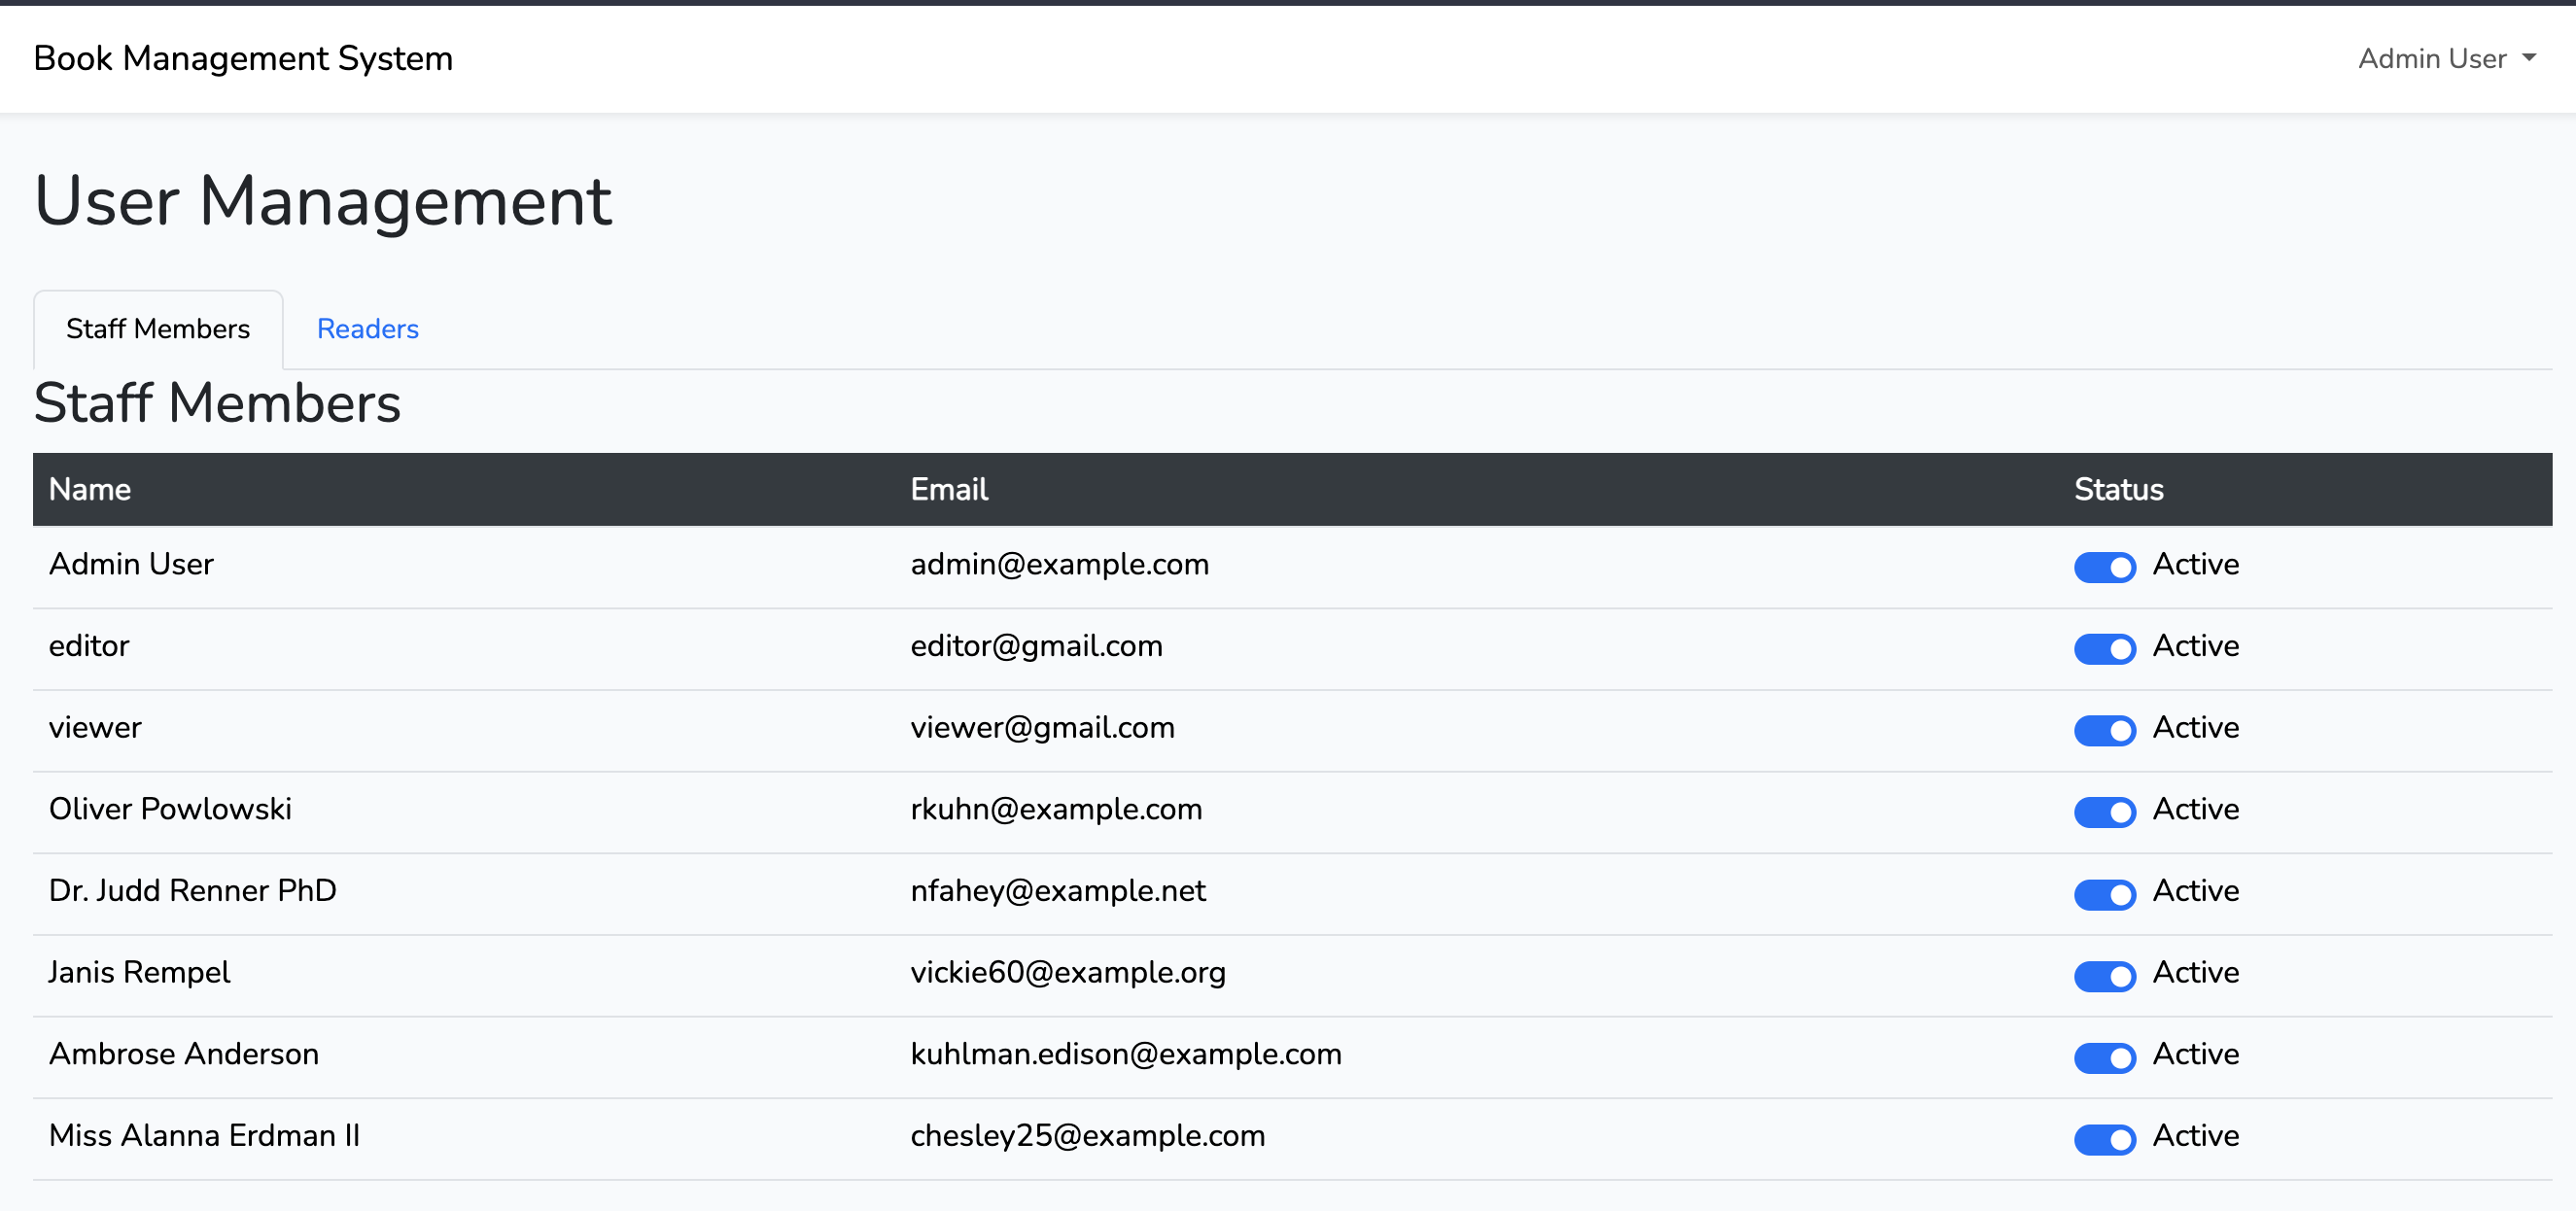 Book Management System Admin User
User Management
Staff Members Readers
Staff Members
Name Email Status
Admin User admin@example.com Active
editor editor@gmail.com Active
viewer viewer@gmail.com Active
Oliver Powlowski rkuhn@example.com Active
Dr. Judd Renner PhD nfahey@example.net Active
Janis Rempel vickie60@example.org Active
Ambrose Anderson kuhlman.edison@example.com Active
Miss Alanna Erdman II chesley25@example.com Active